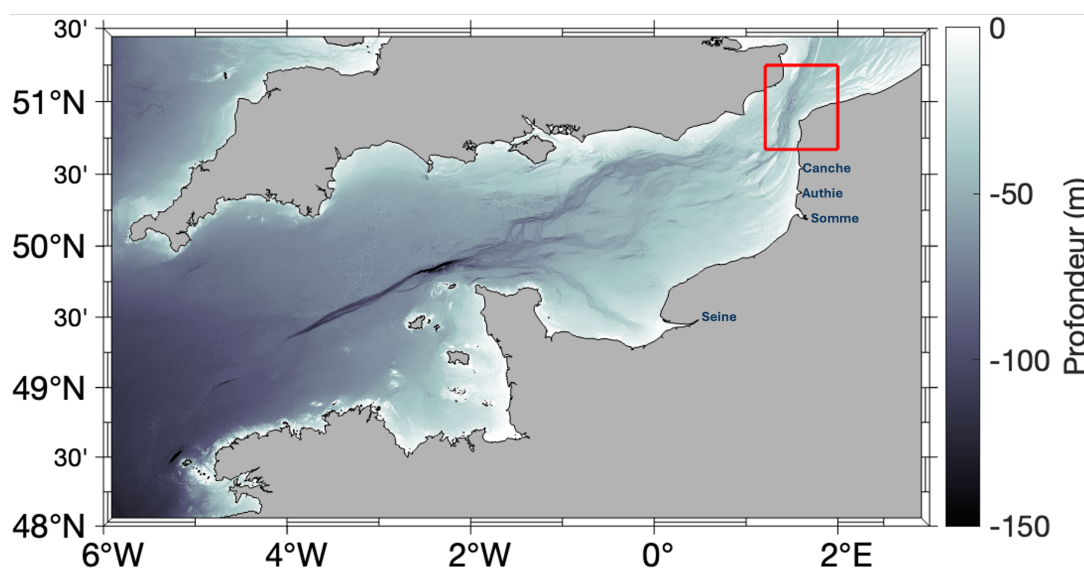 30'
51°N
30'
50°N
30'
49°N
30'
48°N
6°W
4°W
2°W
0°
2°E
Canche
Authie
Somme
Seine
0
-50
-100
-150
Profondeur (m)